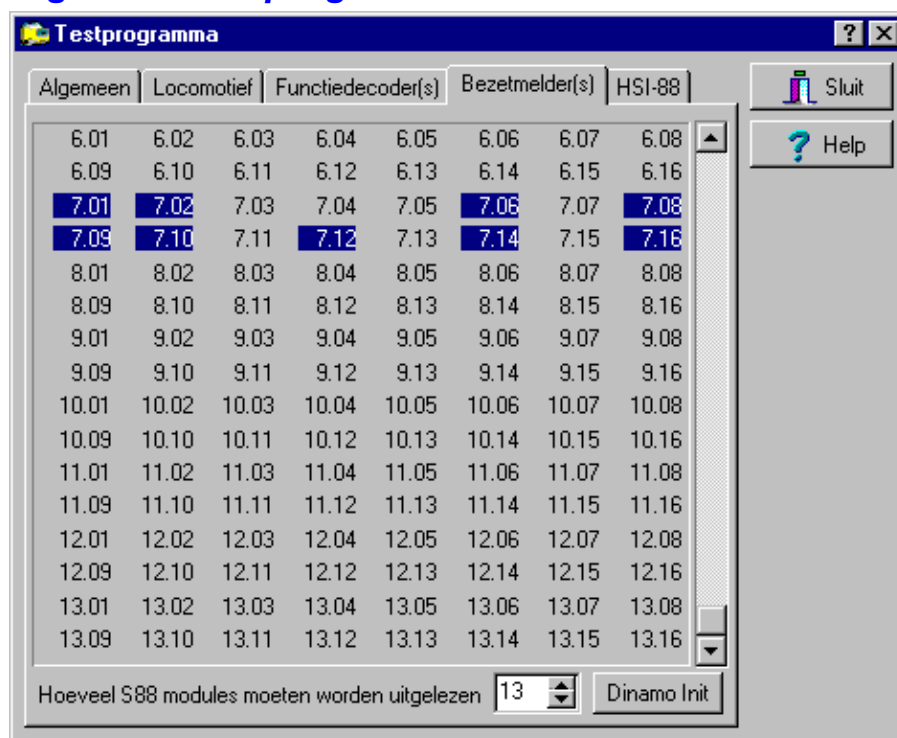 Testprogramma
Algemeen Locomotief Functiedecoder(s) Bezetmelder(s) HSI-88
Sluit
Help
6.01 6.02 6.03 6.04 6.05 6.06 6.07 6.08
6.09 6.10 6.11 6.12 6.13 6.14 6.15 6.16
7.01 7.02 7.03 7.04 7.05 7.06 7.07 7.08
7.09 7.10 7.11 7.12 7.13 7.14 7.15 7.16
8.01 8.02 8.03 8.04 8.05 8.06 8.07 8.08
8.09 8.10 8.11 8.12 8.13 8.14 8.15 8.16
9.01 9.02 9.03 9.04 9.05 9.06 9.07 9.08
9.09 9.10 9.11 9.12 9.13 9.14 9.15 9.16
10.01 10.02 10.03 10.04 10.05 10.06 10.07 10.08
10.09 10.10 10.11 10.12 10.13 10.14 10.15 10.16
11.01 11.02 11.03 11.04 11.05 11.06 11.07 11.08
11.09 11.10 11.11 11.12 11.13 11.14 11.15 11.16
12.01 12.02 12.03 12.04 12.05 12.06 12.07 12.08
12.09 12.10 12.11 12.12 12.13 12.14 12.15 12.16
13.01 13.02 13.03 13.04 13.05 13.06 13.07 13.08
13.09 13.10 13.11 13.12 13.13 13.14 13.15 13.16
Hoeveel S88 modules moeten worden uitgelezen 13 Dinamo Init